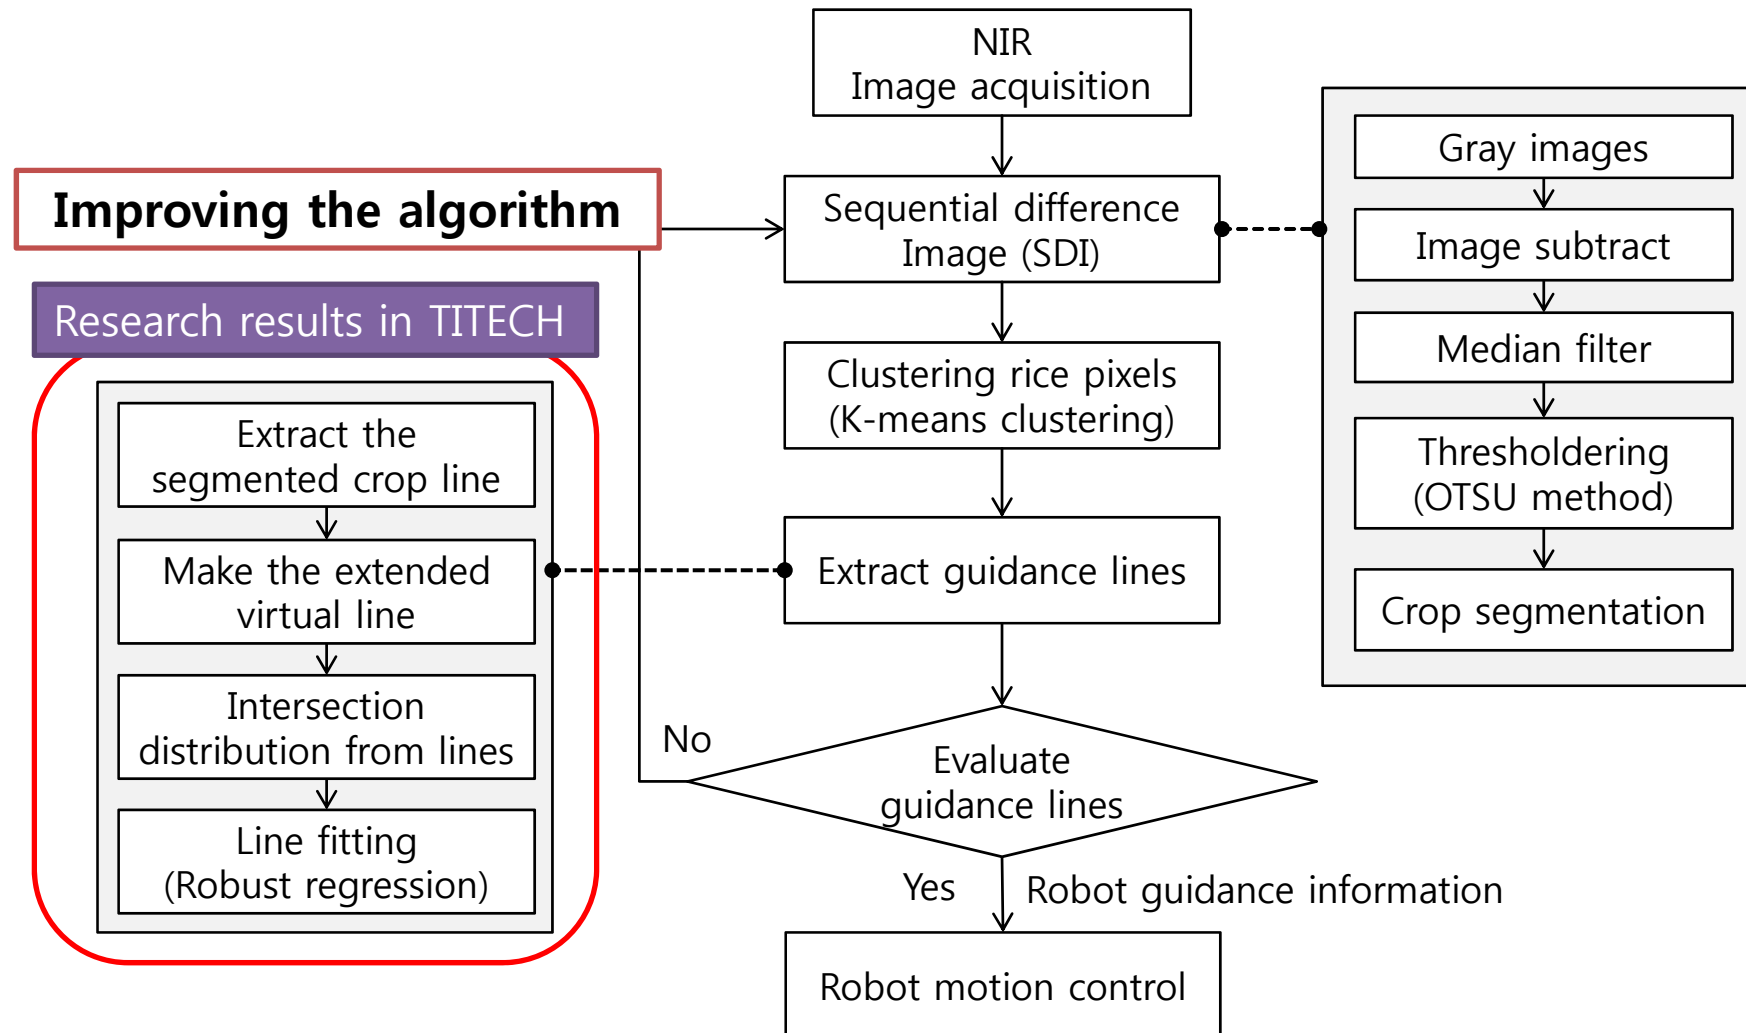 NIR
Image acquisition
Improving the algorithm
Sequential difference
Image (SDI)
Research results in TITECH
Clustering rice pixels
(K-means clustering)
Extract guidance lines
No
Evaluate
guidance lines
Yes
Robot guidance information
Robot motion control
Extract the
segmented crop line
Make the extended
virtual line
Intersection
distribution from lines
Line fitting
(Robust regression)
Gray images
Image subtract
Median filter
Thresholdering
(OTSU method)
Crop segmentation